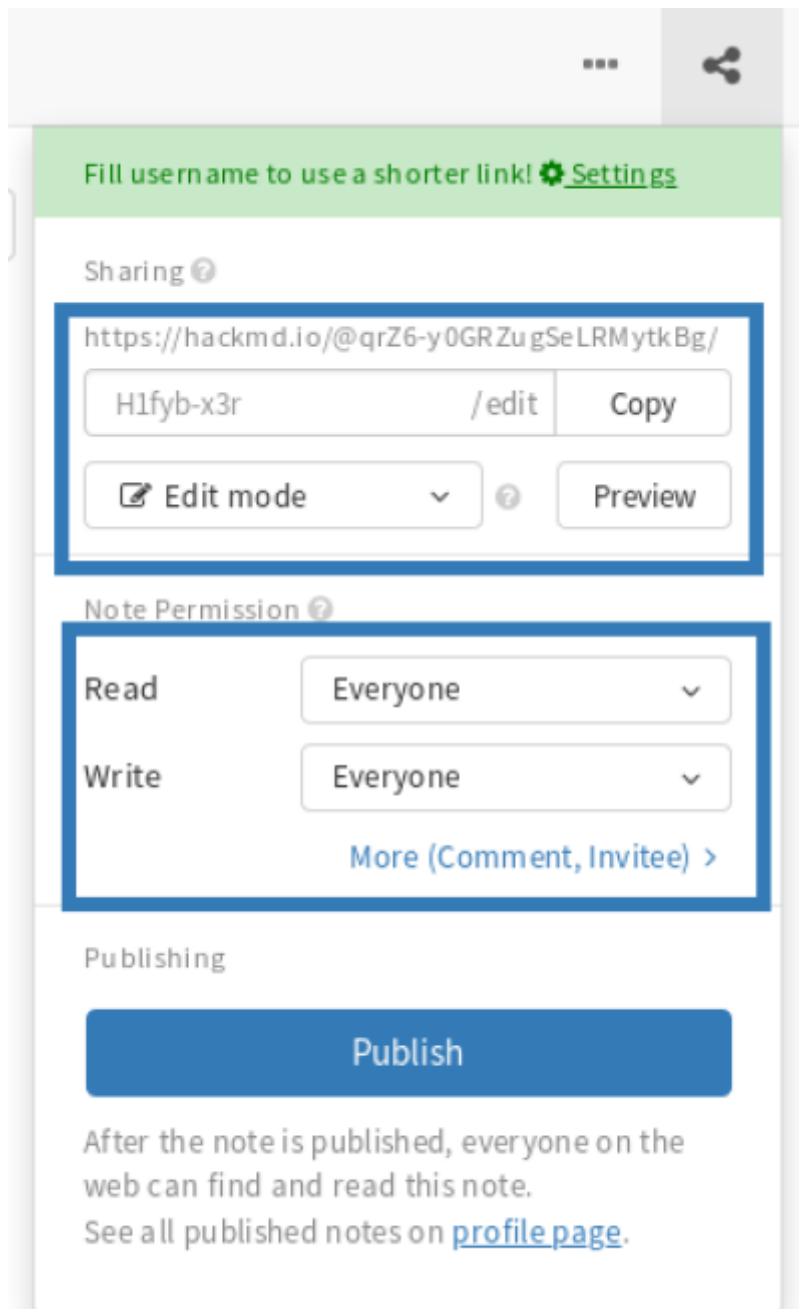 Fill username to use a shorter link! Settings
Sharing
https://hackmd.io/@qrZ6-y0GRZugSeLRMytkBg/
H1fyb-x3r /edit Copy
Edit mode Preview
Note Permission
Read Everyone
Write Everyone
More (Comment, Invitee) >
Publishing
Publish
After the note is published, everyone on the
web can find and read this note.
See all published notes on profile page.